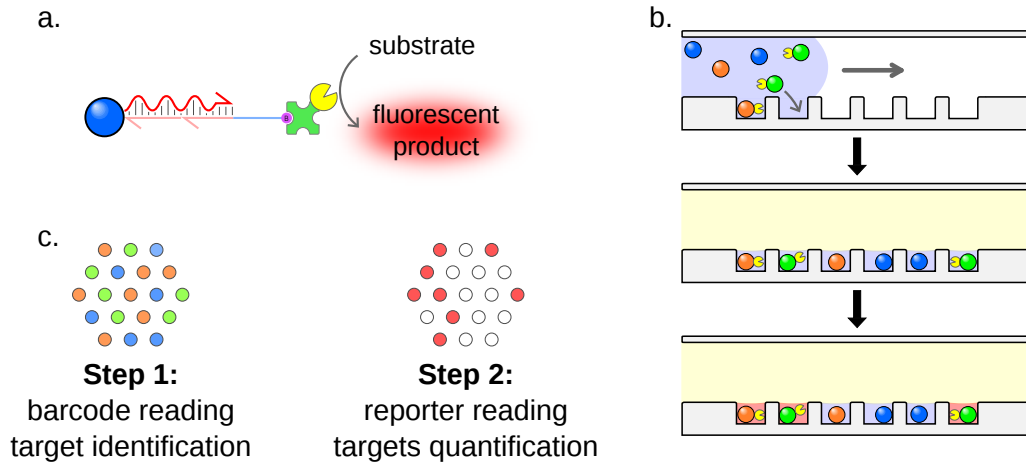 a.
substrate
fluorescent
product
B
b.
c.
Step 1:
barcode reading
target identification
Step 2:
reporter reading
targets quantification